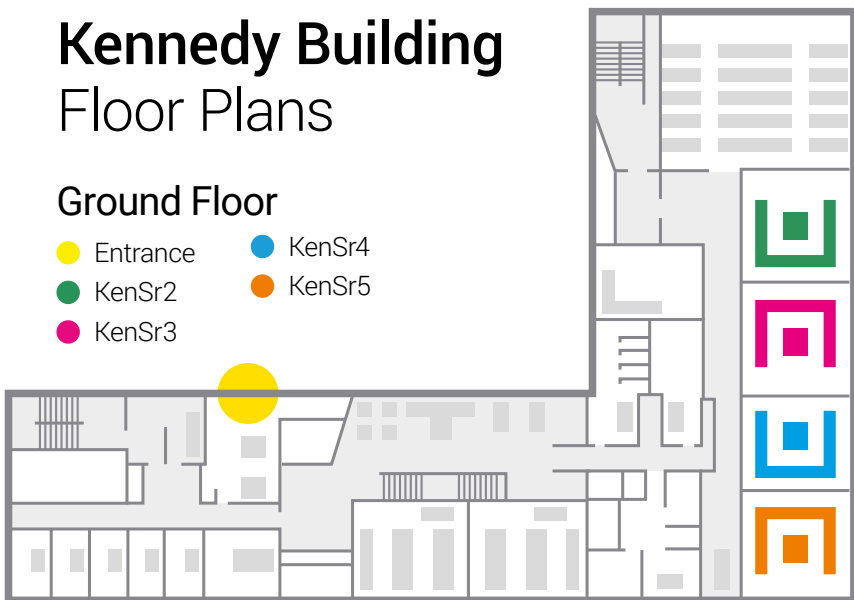 Kennedy Building
Floor Plans
Ground Floor
Entrance
KenSr2
KenSr3
KenSr4
KenSr5